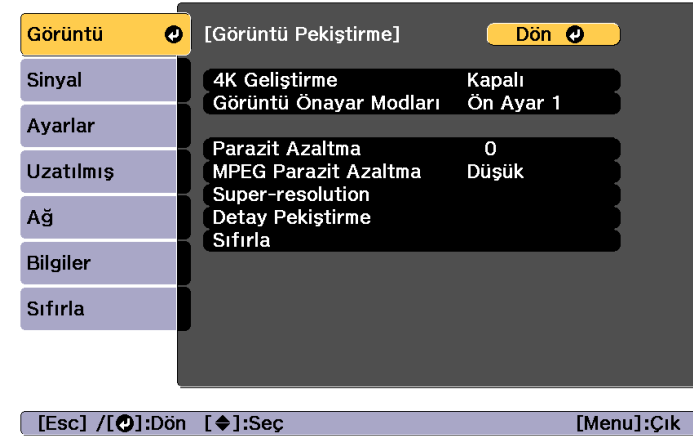 Görüntü
Sinyal
Ayarlar
Uzatılmış
Ağ
Bilgiler
Sıfırla
[Görüntü Pekiştirme] Dön
4K Geliştirme Kapalı
Görüntü Önayar Modları Ön Ayar 1
Parazit Azaltma 0
MPEG Parazit Azaltma Düşük
Super-resolution
Detay Pekiştirme
Sıfırla
[Esc] /[⏎]:Dön [◆]:Seç [Menu]:Çık